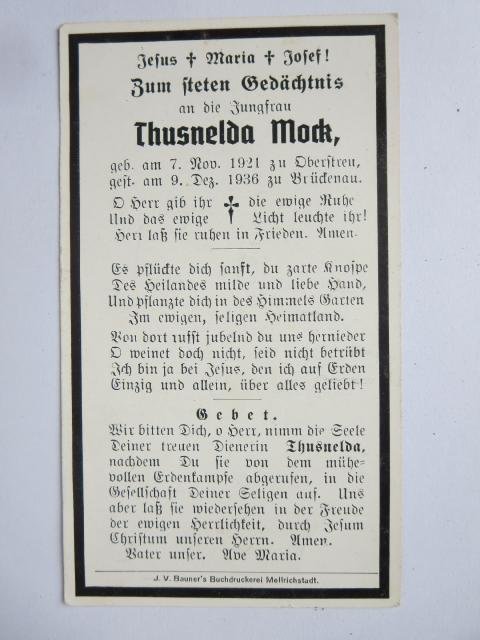 Jesus ✝ Maria ✝ Josef!
Zum steten Gedächtnis
an die Jungfrau
Thusnelda Mock,
geb. am 7. Nov. 1921 zu Oberstreu,
gest. am 9. Dez. 1936 zu Brückenau.
O Herr gib ihr ✝ die ewige Ruhe
Und das ewige Licht leuchte ihr!
Herr laß sie ruhen in Frieden. Amen.
Es pflückte dich sanft, du zarte Knospe
Des Heilandes milde und liebe Hand,
Und pflanzte dich in des Himmels Garten
Im ewigen, seligen Heimatland.
Von dort rufst jubelnd du uns hernieder
O weinet doch nicht, seid nicht betrübt
Ich bin ja bei Jesus, den ich auf Erden
Einzig und allein, über alles geliebt!
Gebet.
Wir bitten Dich, o Herr, nimm die Seele
Deiner treuen Dienerin Thusnelda,
nachdem Du sie von dem mühe-
vollen Erdenkampfe abgerufen, in die
Gesellschaft Deiner Seligen auf. Uns
aber laß sie wiedersehen in der Freude
der ewigen Herrlichkeit, durch Jesum
Christum unseren Herrn. Amen.
Vater unser. Ave Maria.
J. V. Bauner's Buchdruckerei Mellrichstadt.